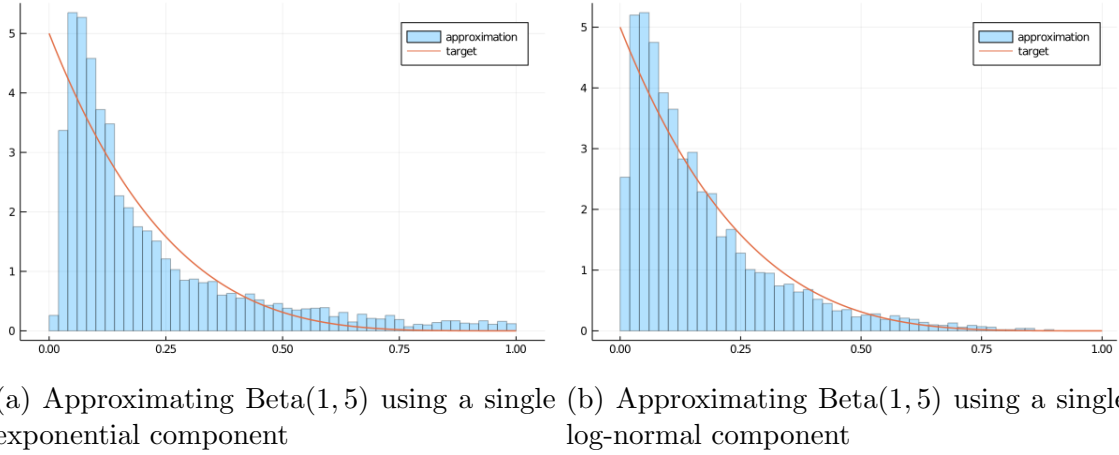 5
4
3
2
1
0
0.00 0.25 0.50 0.75 1.00
approximation
target
5
4
3
2
1
0
0.00 0.25 0.50 0.75 1.00
approximation
target
a) Approximating Beta(1, 5) using a single
exponential component
(b) Approximating Beta(1, 5) using a single
log-normal component